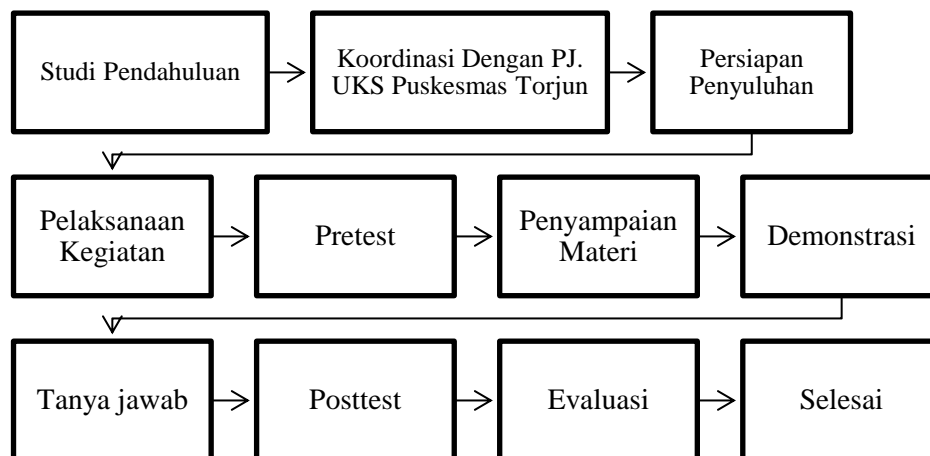 Studi Pendahuluan
Koordinasi Dengan PJ.
UKS Puskesmas Torjun
Persiapan
Penyuluhan
Pelaksanaan
Kegiatan
Pretest
Penyampaian
Materi
Demonstrasi
Tanya jawab
Posttest
Evaluasi
Selesai